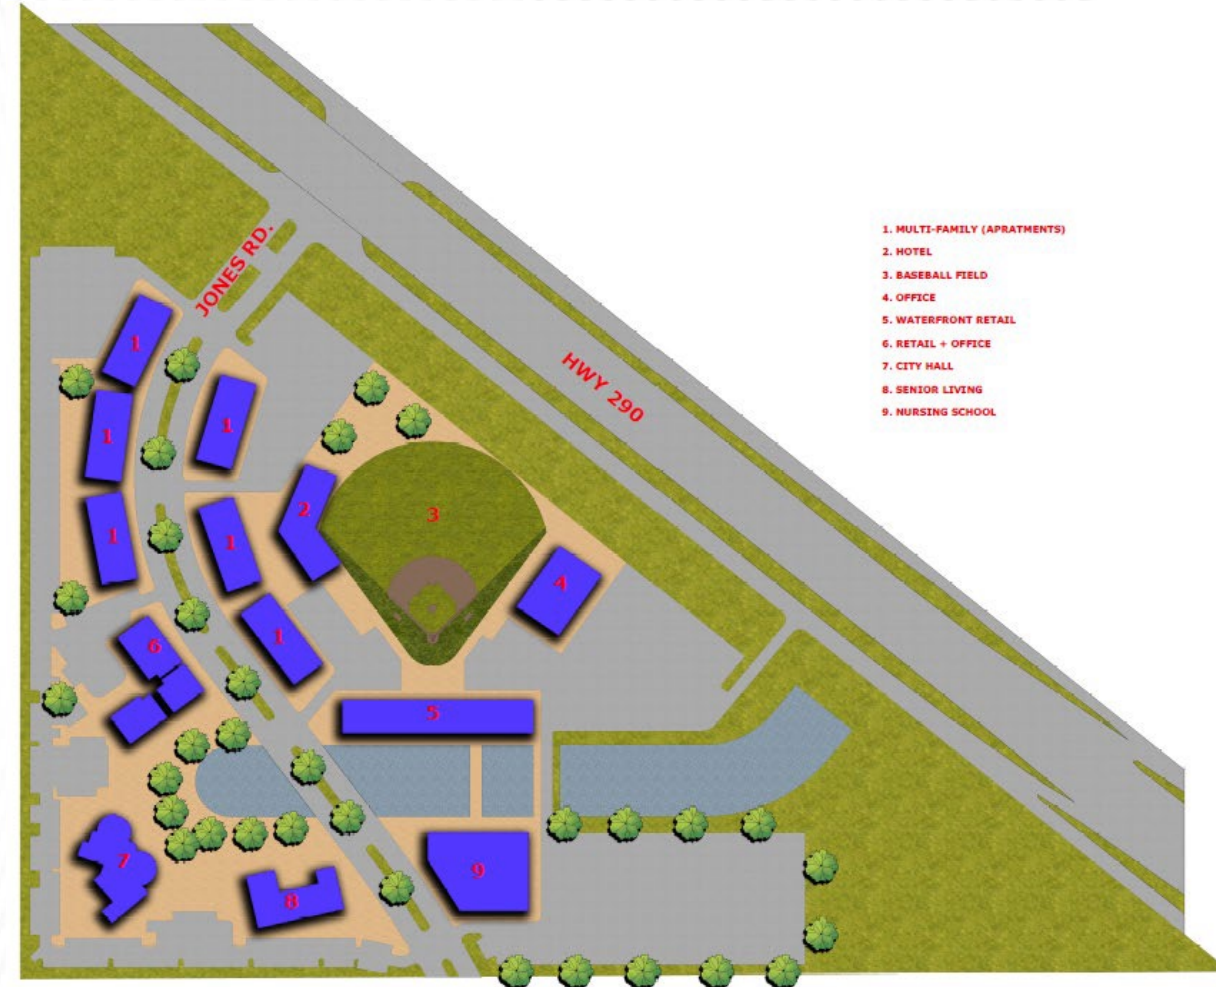 JONES RD.
HWY 290
1. MULTI-FAMILY (APRATMENTS)
2. HOTEL
3. BASEBALL FIELD
4. OFFICE
5. WATERFRONT RETAIL
6. RETAIL + OFFICE
7. CITY HALL
8. SENIOR LIVING
9. NURSING SCHOOL
1
1
1
1
2
3
1
1
4
1
6
5
7
9
8